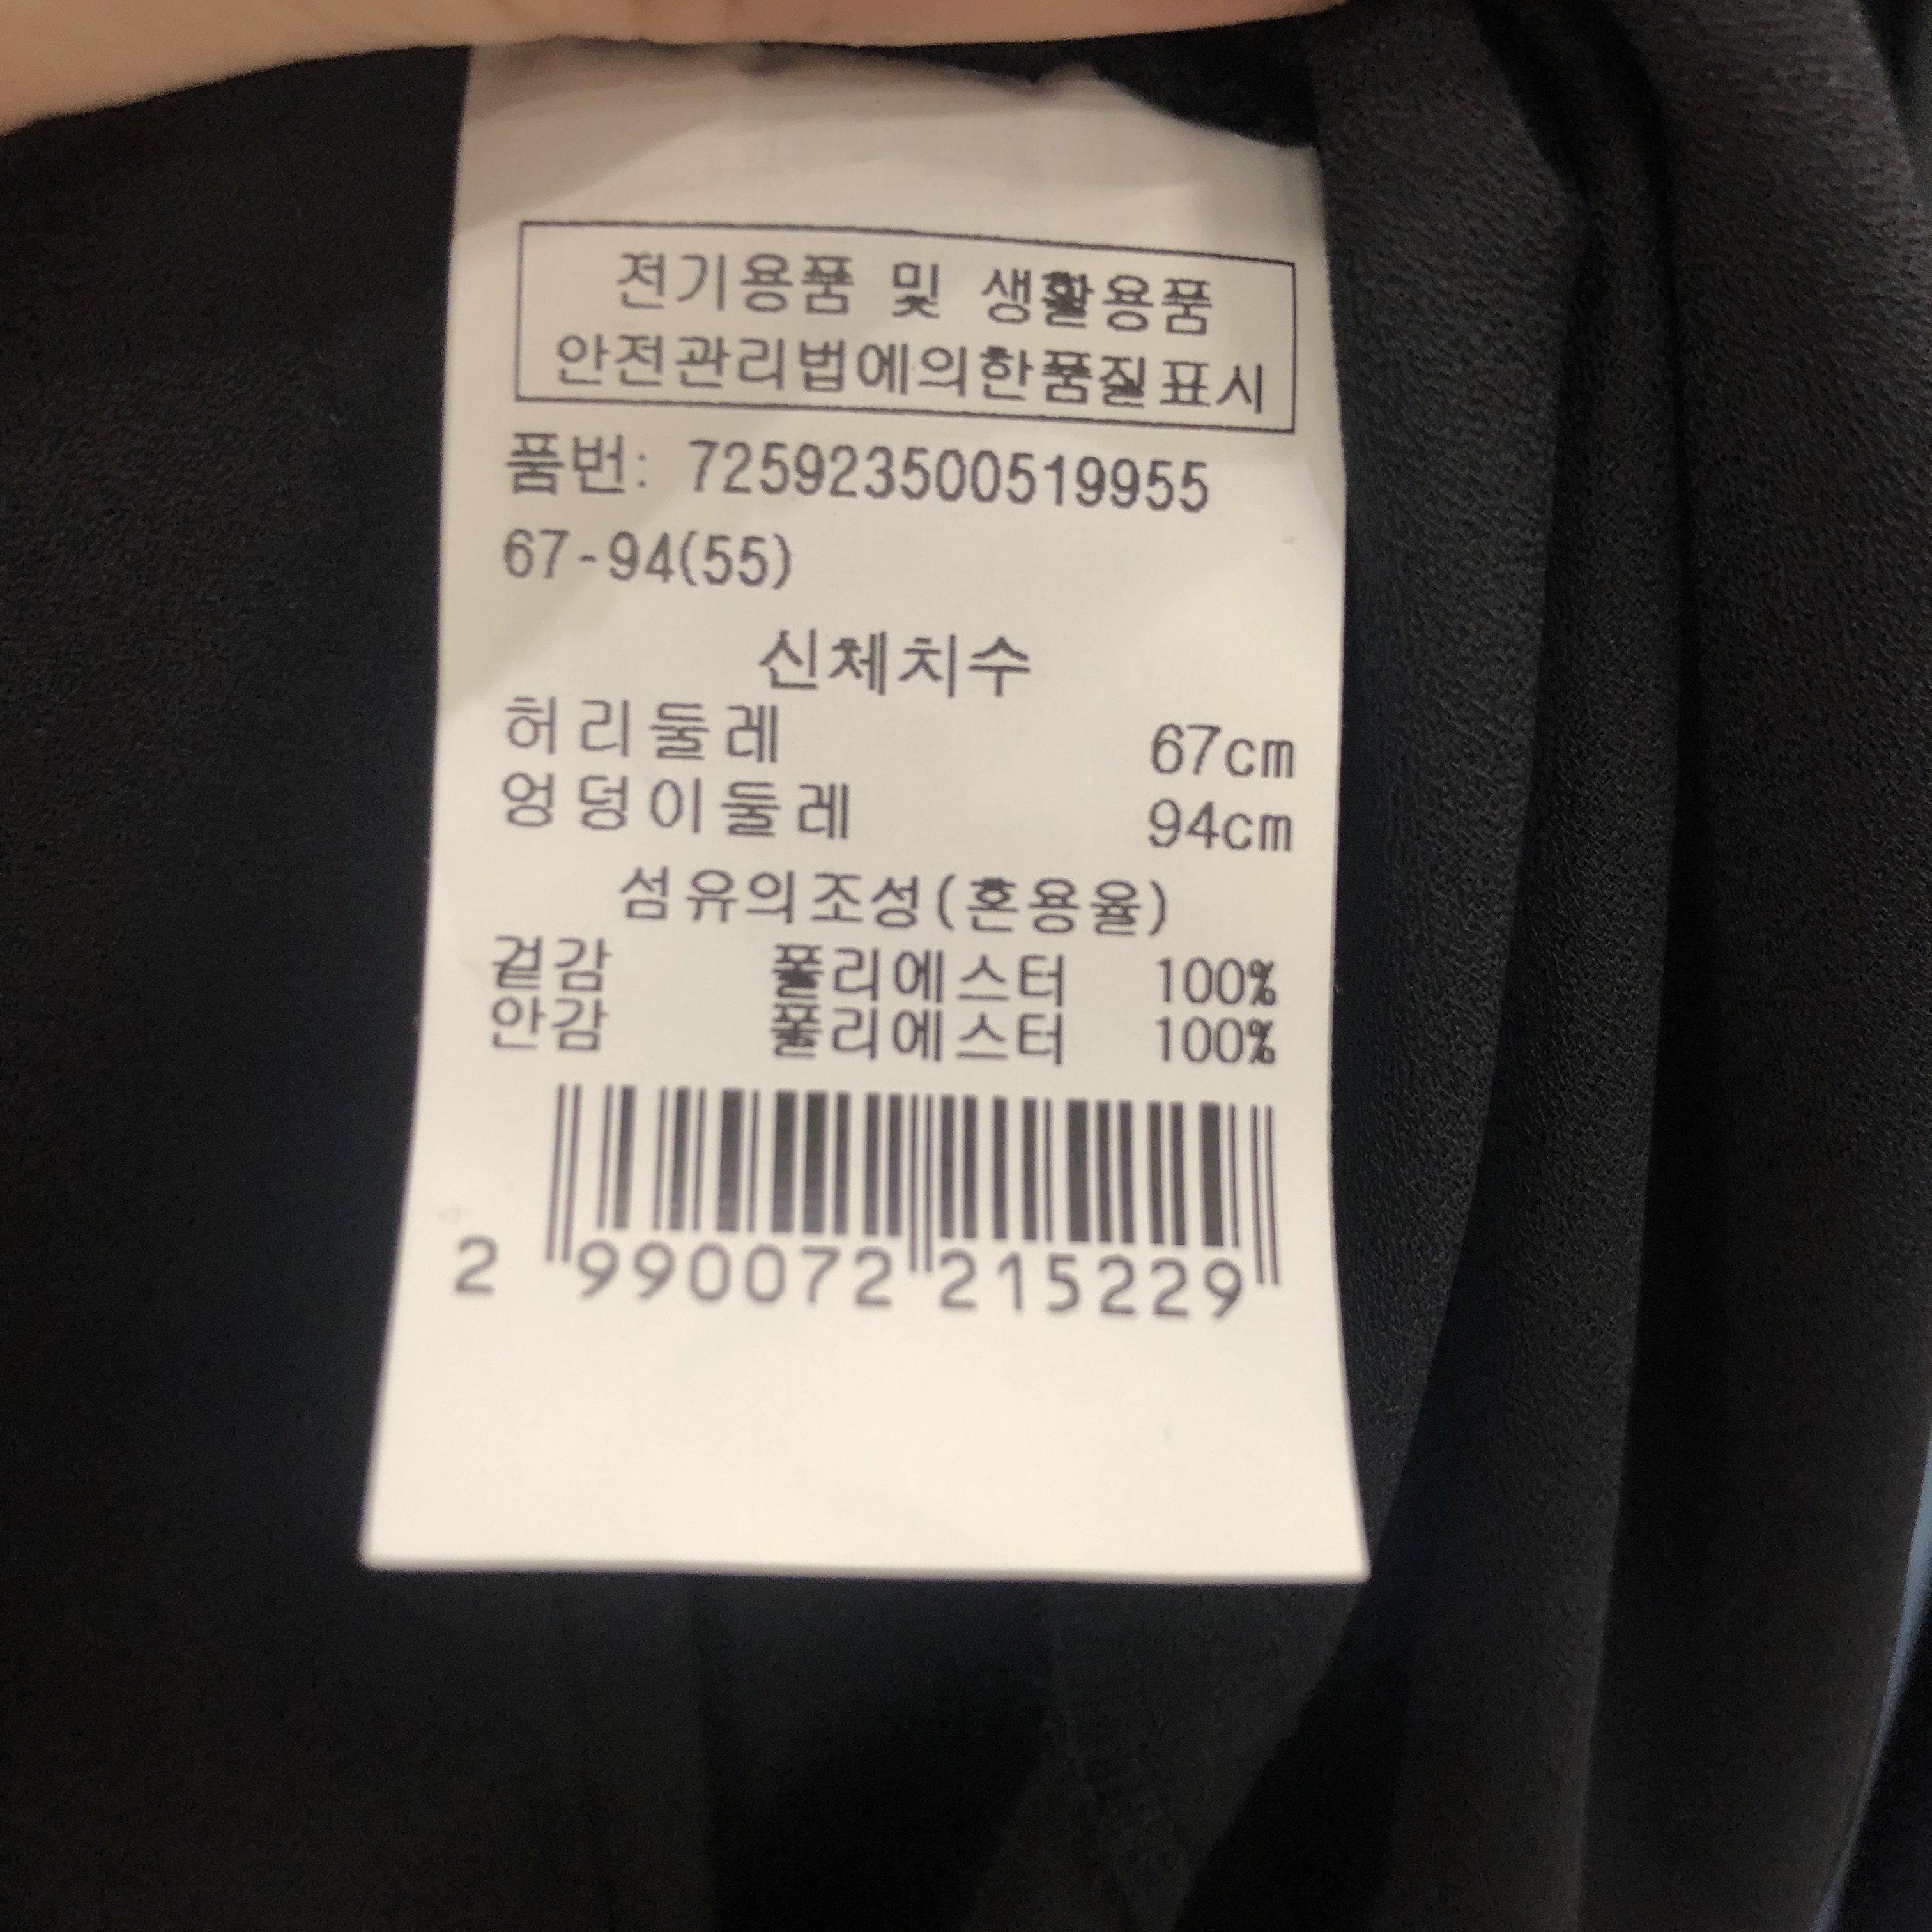 전기용품 및 생활용품
안전관리법에의한품질표시
품번: 725923500519955
67-94(55)
신체치수
허리둘레 67cm
엉덩이둘레 94cm
섬유의조성(혼용율)
겉감 폴리에스터 100%
안감 폴리에스터 100%
2 990072 215229